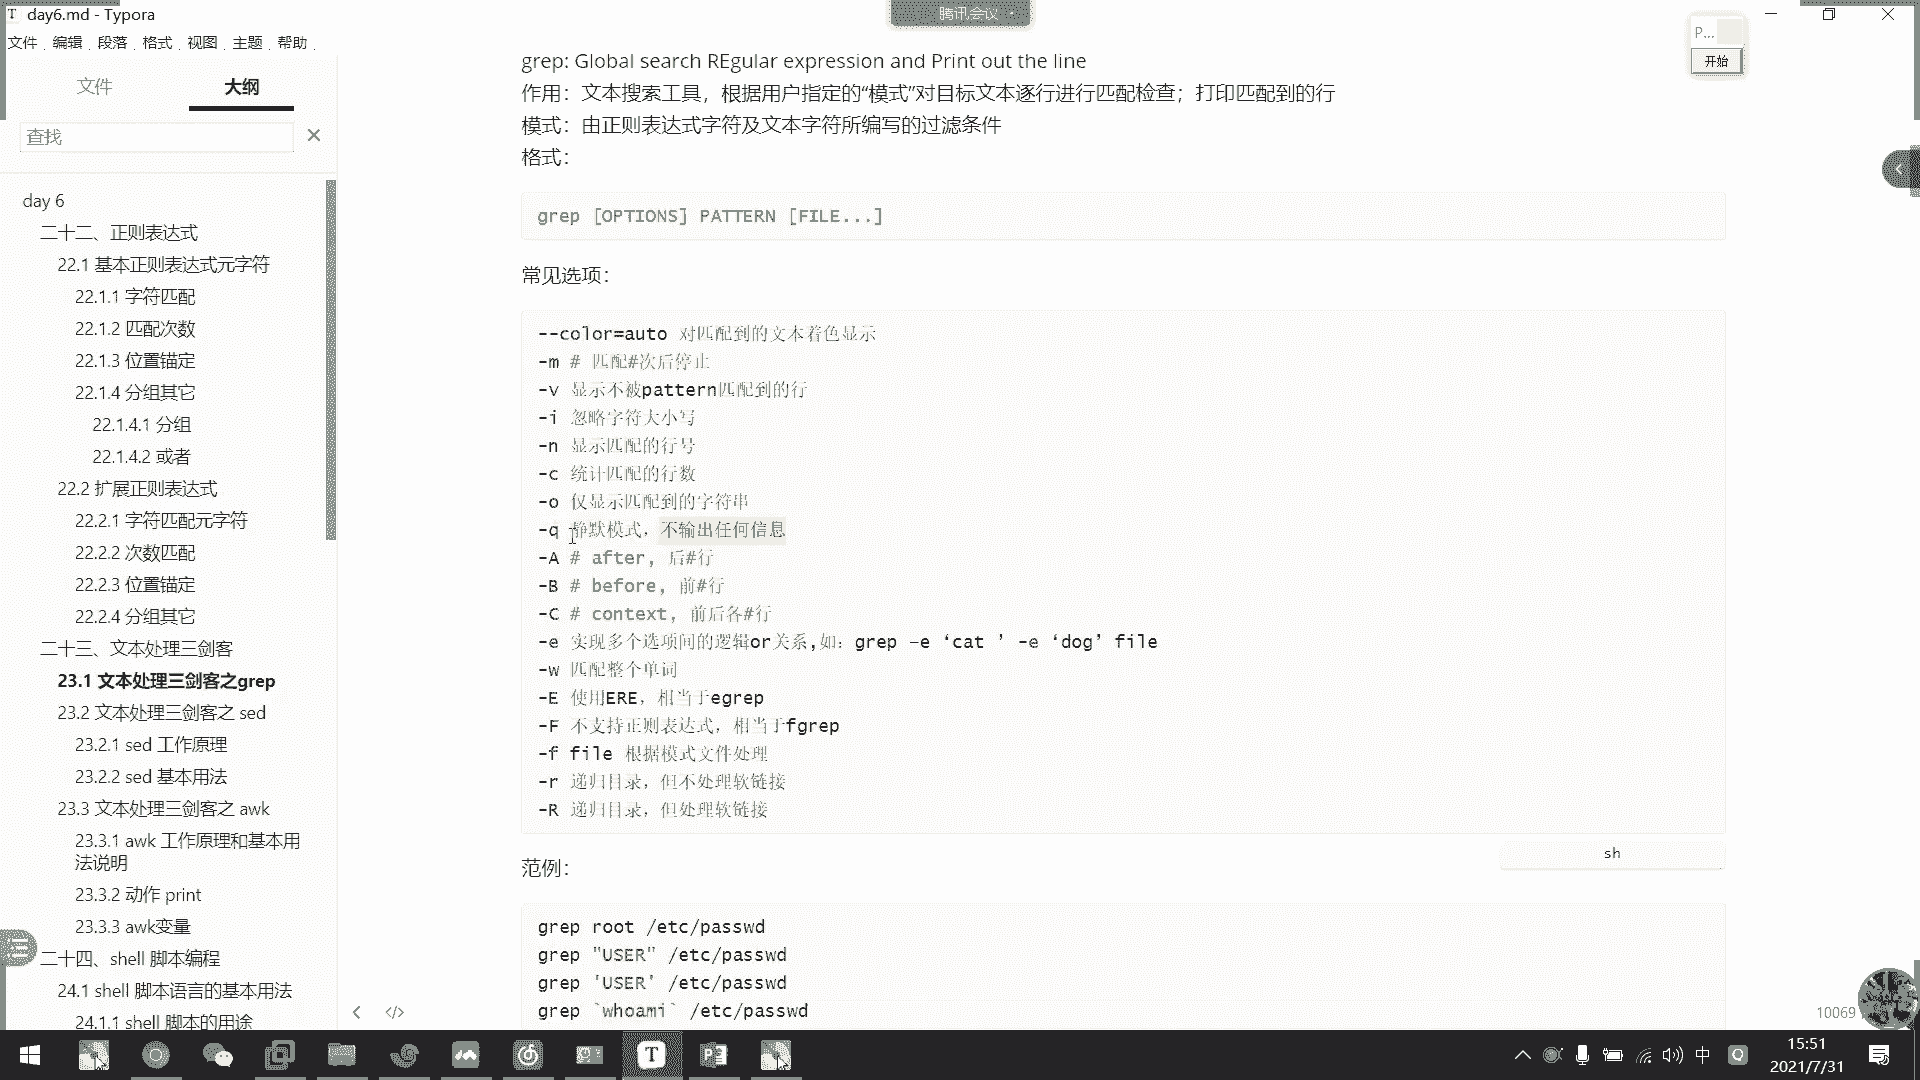 day6.md - Typora
腾讯会议
文件 编辑 段落 格式 视图 主题 帮助
P...
开始
文件 大纲
查找
day 6
二十二、正则表达式
22.1 基本正则表达式元字符
22.1.1 字符匹配
22.1.2 匹配次数
22.1.3 位置锚定
22.1.4 分组其它
22.1.4.1 分组
22.1.4.2 或者
22.2 扩展正则表达式
22.2.1 字符匹配元字符
22.2.2 次数匹配
22.2.3 位置锚定
22.2.4 分组其它
二十三、文本处理三剑客
23.1 文本处理三剑客之grep
23.2 文本处理三剑客之 sed
23.2.1 sed 工作原理
23.2.2 sed 基本用法
23.3 文本处理三剑客之 awk
23.3.1 awk 工作原理和基本用
法说明
23.3.2 动作 print
23.3.3 awk变量
二十四、shell 脚本编程
24.1 shell 脚本语言的基本用法
24.1.1 shell 脚本的用途
grep: Global search REgular expression and Print out the line
作用：文本搜索工具，根据用户指定的“模式”对目标文本逐行进行匹配检查；打印匹配到的行
模式：由正则表达式字符及文本字符所编写的过滤条件
格式：
grep [OPTIONS] PATTERN [FILE...]
常见选项：
--color=auto 对匹配到的文本着色显示
-m # 匹配#次后停止
-v 显示不被pattern匹配到的行
-i 忽略字符大小写
-n 显示匹配的行号
-c 统计匹配的行数
-o 仅显示匹配到的字符串
-q 静默模式，不输出任何信息
-A # after, 后#行
-B # before, 前#行
-C # context, 前后各#行
-e 实现多个选项间的逻辑or关系,如：grep –e ‘cat ’ -e ‘dog’ file
-w 匹配整个单词
-E 使用ERE，相当于egrep
-F 不支持正则表达式，相当于fgrep
-f file 根据模式文件处理
-r 递归目录，但不处理软链接
-R 递归目录，但处理软链接
sh
范例：
grep root /etc/passwd
grep "USER" /etc/passwd
grep 'USER' /etc/passwd
grep `whoami` /etc/passwd
10069
中
15:51
2021/7/31